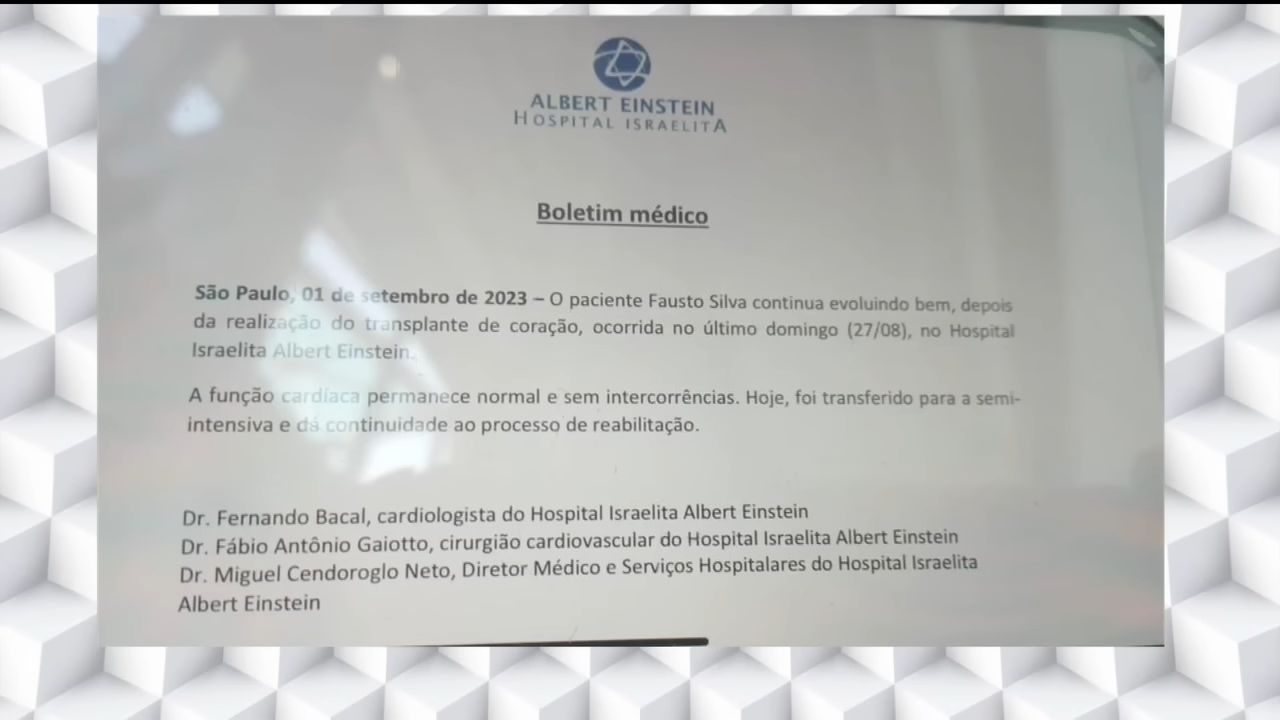 ALBERT EINSTEIN
HOSPITAL ISRAELITA
Boletim médico
São Paulo, 01 de setembro de 2023 – O paciente Fausto Silva continua evoluindo bem, depois
da realização do transplante de coração, ocorrida no último domingo (27/08), no Hospital
Israelita Albert Einstein.
A função cardíaca permanece normal e sem intercorrências. Hoje, foi transferido para a semi-
intensiva e dá continuidade ao processo de reabilitação.
Dr. Fernando Bacal, cardiologista do Hospital Israelita Albert Einstein
Dr. Fábio Antônio Gaiotto, cirurgião cardiovascular do Hospital Israelita Albert Einstein
Dr. Miguel Cendoroglo Neto, Diretor Médico e Serviços Hospitalares do Hospital Israelita
Albert Einstein